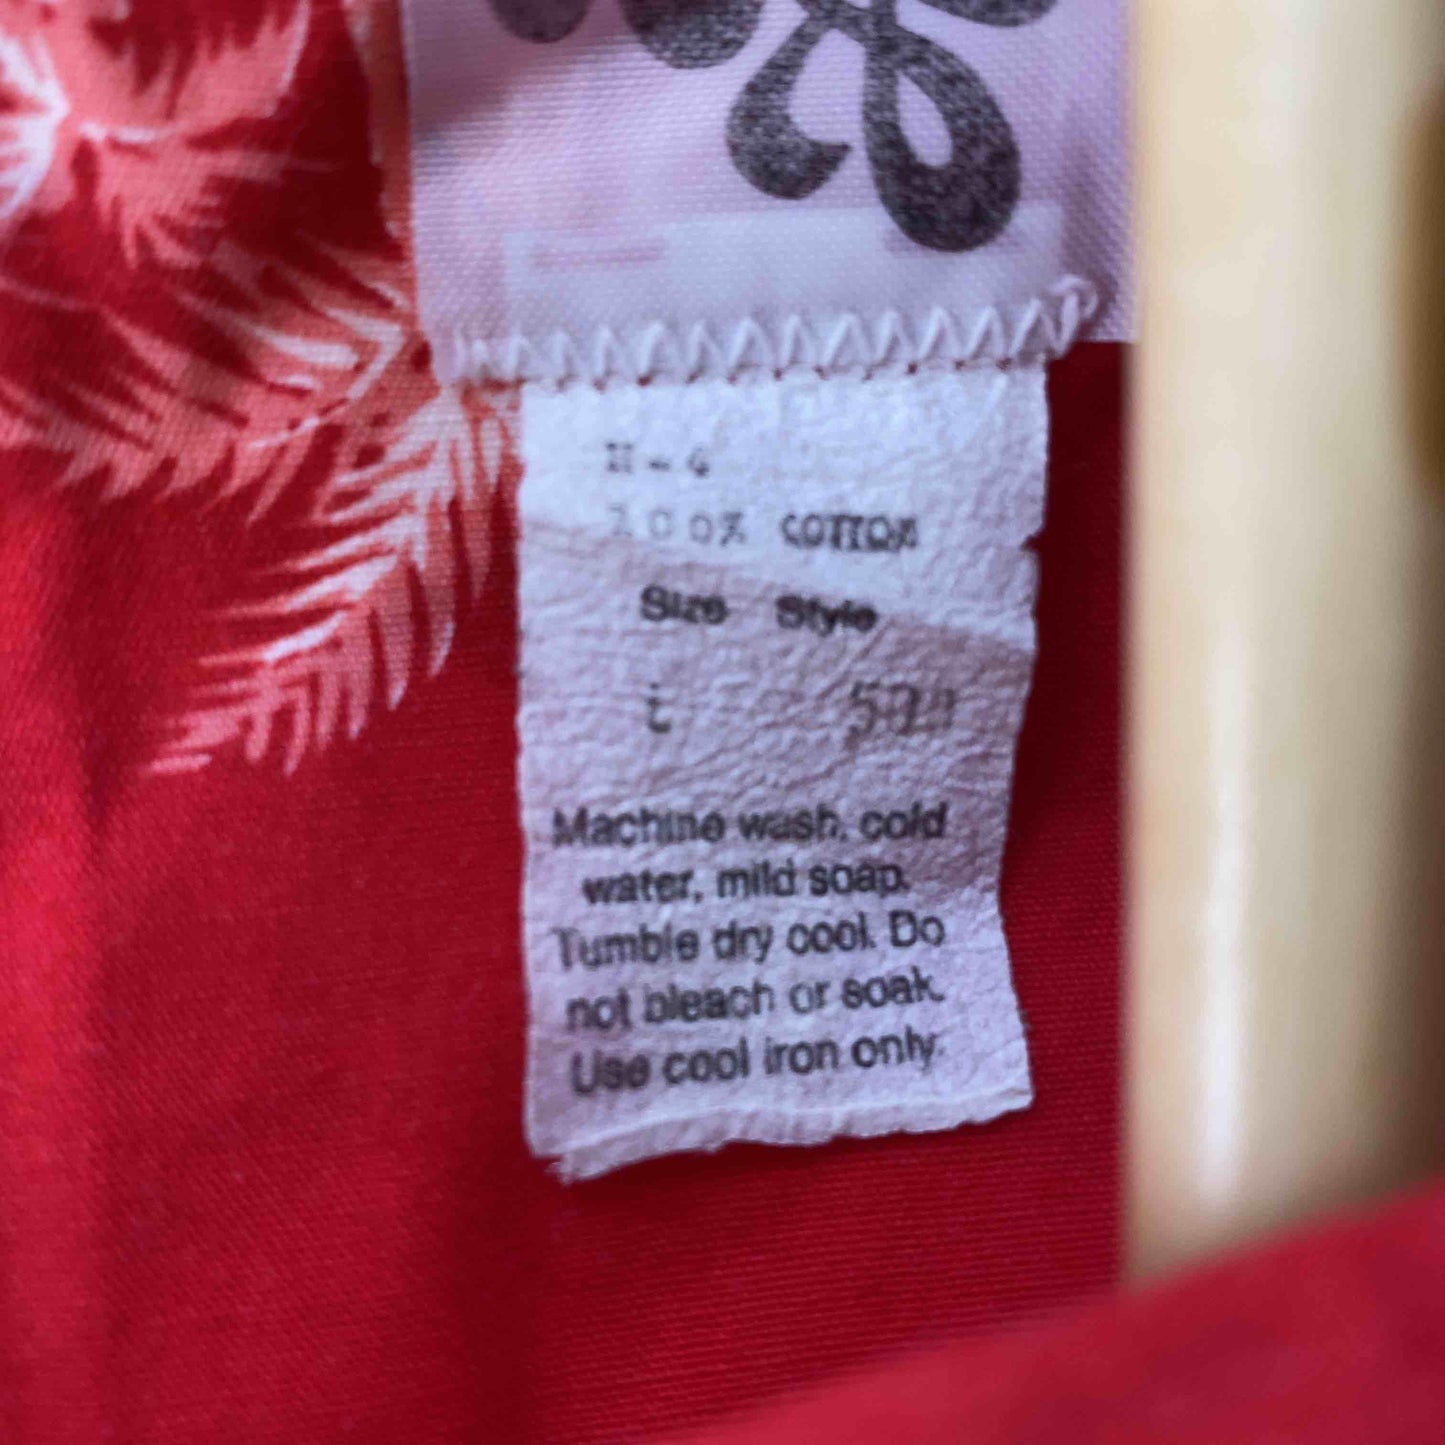 H-4
100% COTTON
Size Style
L
Machine wash, cold
water, mild soap.
Tumble dry cool. Do
not bleach or soak.
Use cool iron only.